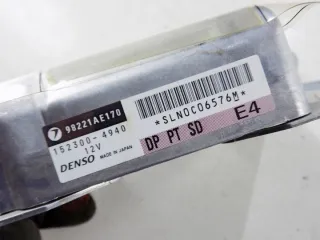 7 98221AE170
152300-4940
12V
DENSO MADE IN JAPAN
*SLN0C06576M*
DP PT SD E4